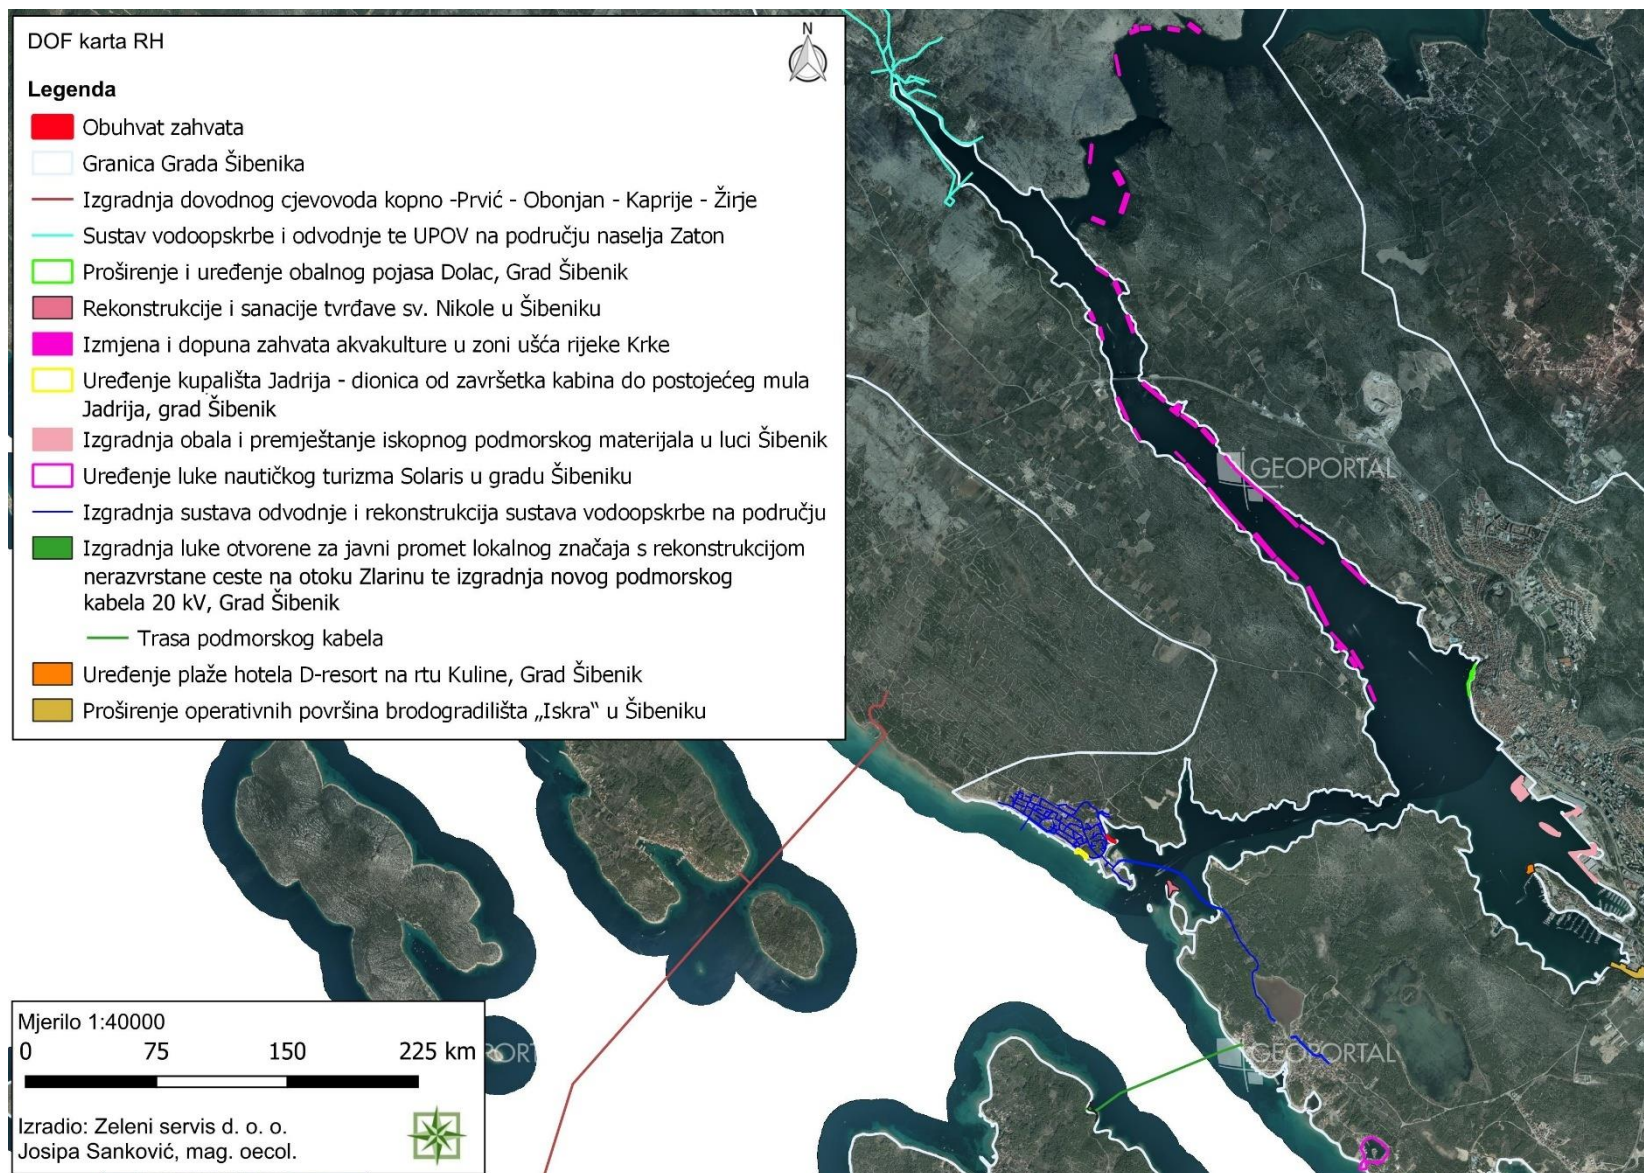 DOF karta RH
N
Legenda
Obuhvat zahvata
Granica Grada Šibenika
Izgradnja dovodnog cjevovoda kopno -Prvić - Obonjan - Kaprije - Žirje
Sustav vodoopskrbe i odvodnje te UPOV na području naselja Zaton
Proširenje i uređenje obalnog pojasa Dolac, Grad Šibenik
Rekonstrukcije i sanacije tvrđave sv. Nikole u Šibeniku
Izmjena i dopuna zahvata akvakulture u zoni ušća rijeke Krke
Uređenje kupališta Jadrija - dionica od završetka kabina do postojećeg mula
Jadrija, grad Šibenik
Izgradnja obala i premještanje iskopnog podmorskog materijala u luci Šibenik
Uređenje luke nautičkog turizma Solaris u gradu Šibeniku
Izgradnja sustava odvodnje i rekonstrukcija sustava vodoopskrbe na području
Izgradnja luke otvorene za javni promet lokalnog značaja s rekonstrukcijom
nerazvrstane ceste na otoku Zlarinu te izgradnja novog podmorskog
kabela 20 kV, Grad Šibenik
Trasa podmorskog kabela
Uređenje plaže hotela D-resort na rtu Kuline, Grad Šibenik
Proširenje operativnih površina brodogradilišta „Iskra“ u Šibeniku
GEOPORTAL
GEOPORTAL
PORT
Mjerilo 1:40000
0 75 150 225 km
Izradio: Zeleni servis d. o. o.
Josipa Sanković, mag. oecol.